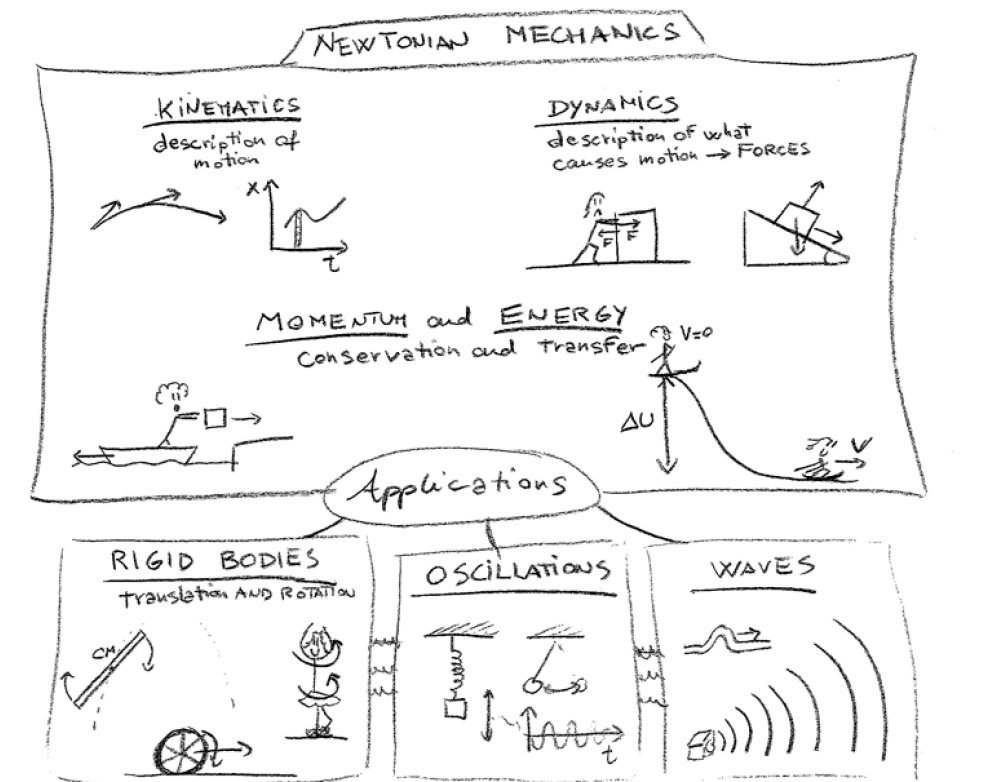 NEWTONIAN MECHANICS
KINEMATICS
description of
motion
X
t
DYNAMICS
description of what
causes motion → FORCES
F F
MOMENTUM and ENERGY
conservation and transfer
V=0
ΔU
V
Applications
RIGID BODIES
translation AND ROTATION
CM
OSCILLATIONS
t
WAVES